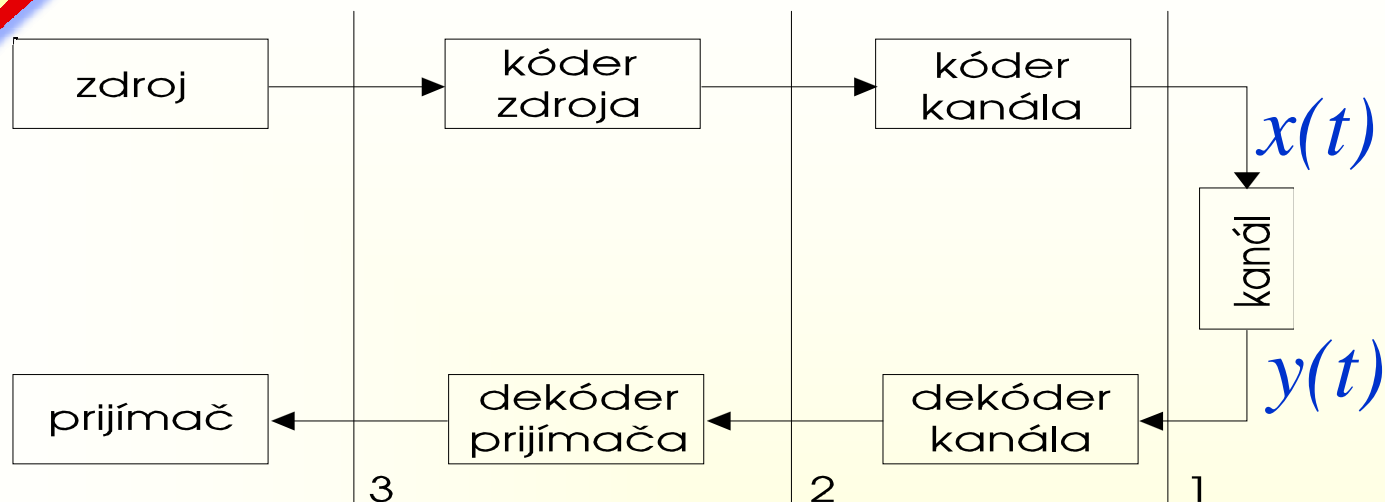 zdroj
kóder
zdroja
kóder
kanála
x(t)
kanál
y(t)
prijímač
dekóder
prijímača
dekóder
kanála
3
2
1